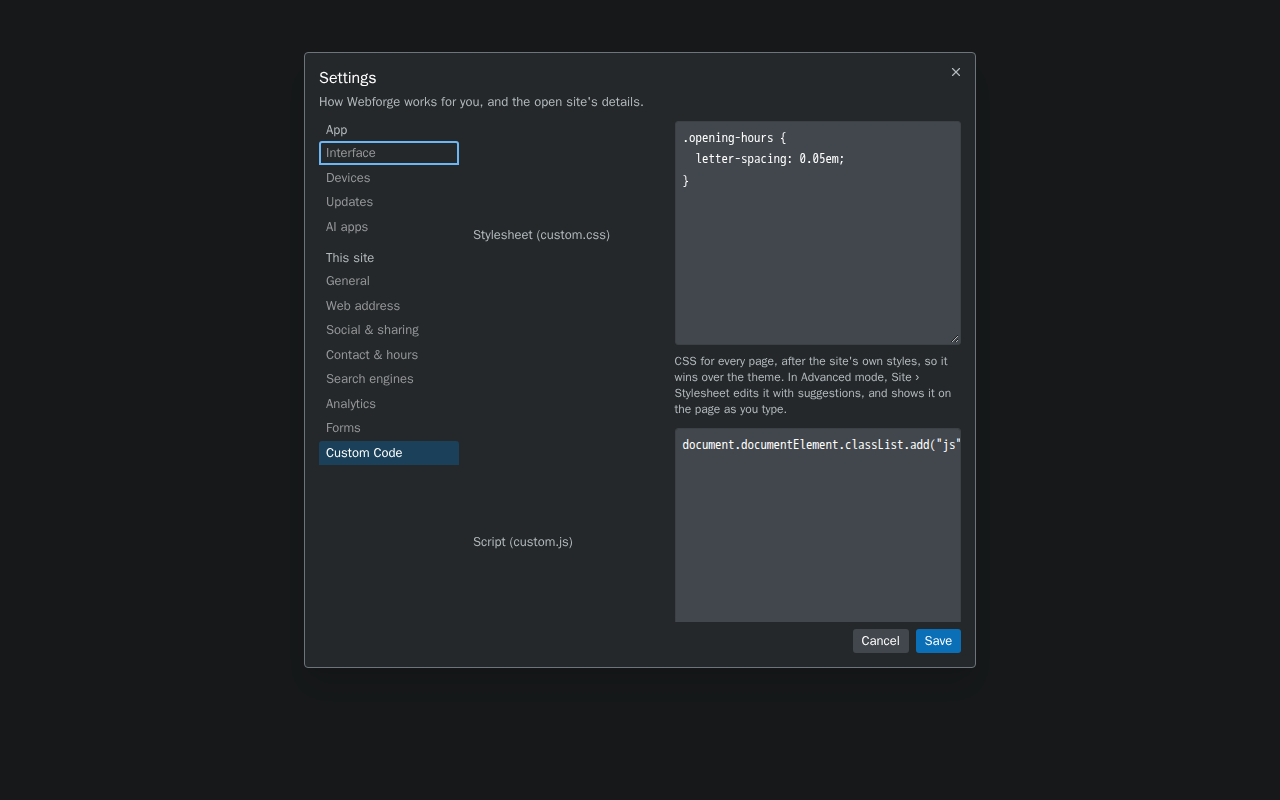 Settings
How Webforge works for you, and the open site's details.
App
Interface
Devices
Updates
AI apps
This site
General
Web address
Social & sharing
Contact & hours
Search engines
Analytics
Forms
Custom Code
Stylesheet (custom.css)
.opening-hours {
  letter-spacing: 0.05em;
}
CSS for every page, after the site's own styles, so it
wins over the theme. In Advanced mode, Site ›
Stylesheet edits it with suggestions, and shows it on
the page as you type.
Script (custom.js)
document.documentElement.classList.add("js"
Cancel
Save